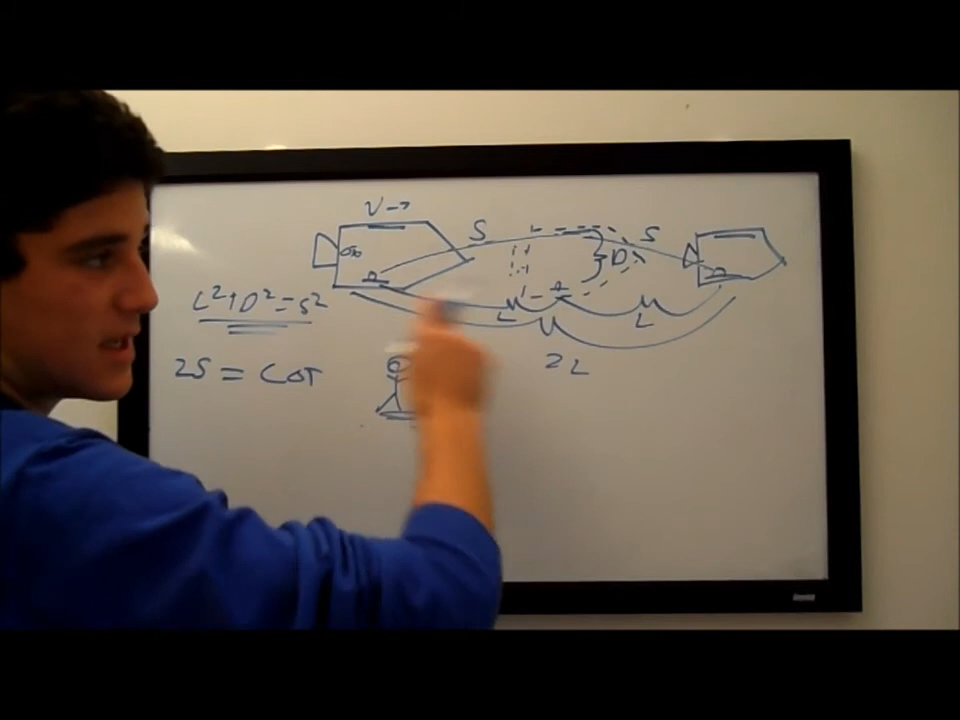 V→
S
S
D
L²+D²=S²
L
L
2S = CΔT
2L